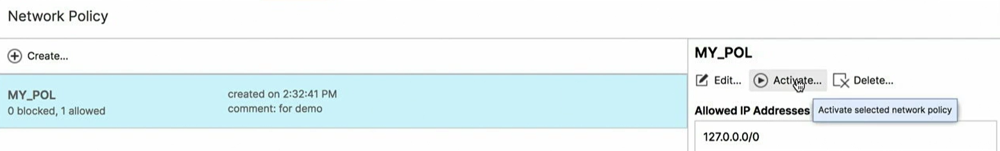 Network Policy
Create...
MY_POL
0 blocked, 1 allowed
created on 2:32:41 PM
comment: for demo
MY_POL
Edit... Activate... Delete...
Allowed IP Addresses
Activate selected network policy
127.0.0.0/0